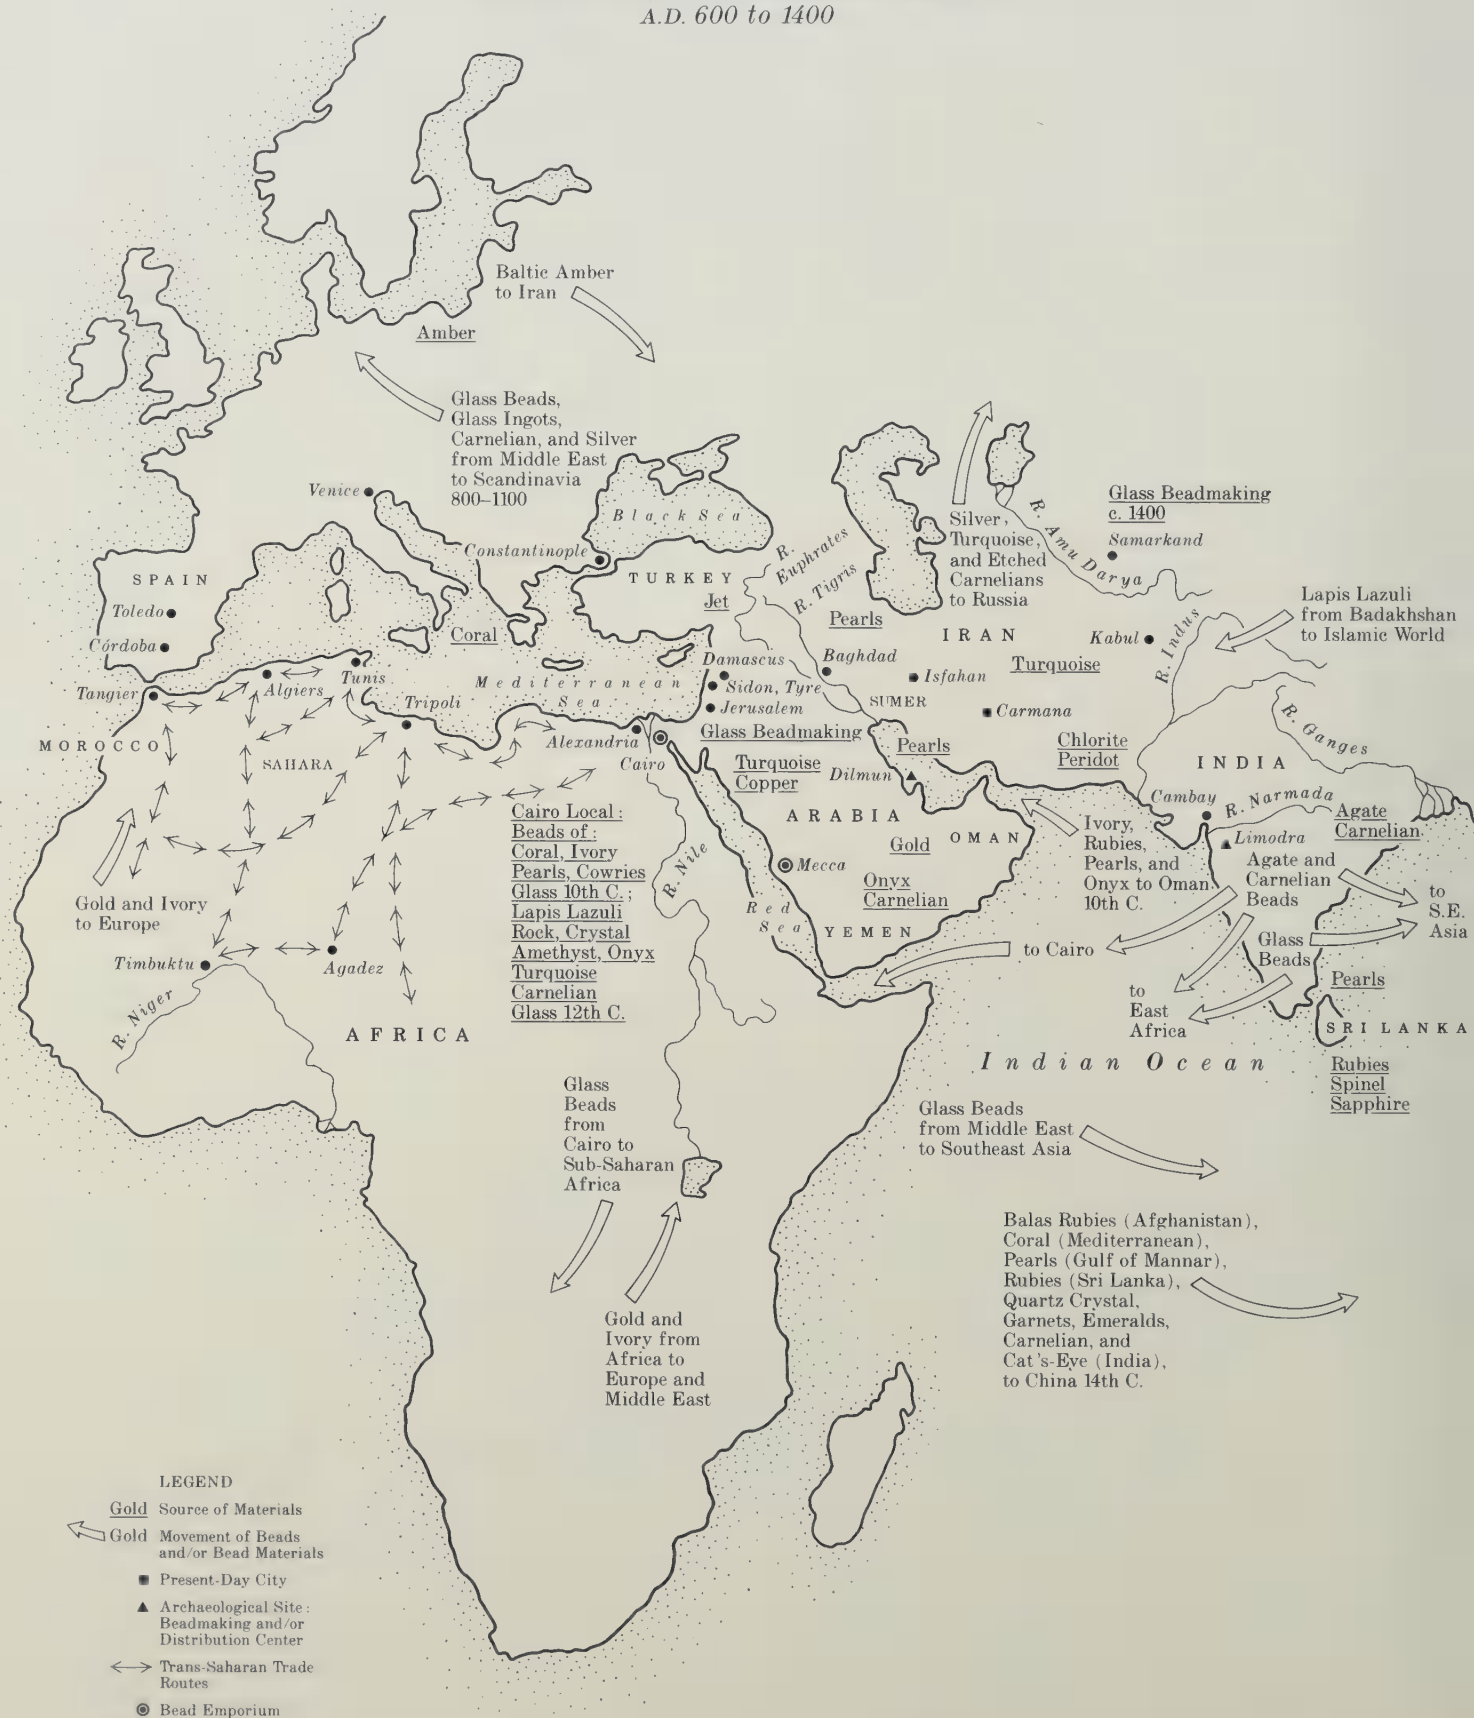 A.D. 600 to 1400
Baltic Amber
to Iran
Amber
Glass Beads,
Glass Ingots,
Carnelian, and Silver
from Middle East
to Scandinavia
800–1100
Venice
Black Sea
Constantinople
TURKEY
Jet
R.
Euphrates
R. Tigris
Pearls
Silver,
Turquoise,
and Etched
Carnelians
to Russia
R. Amu Darya
Glass Beadmaking
c. 1400
Samarkand
Lapis Lazuli
from Badakhshan
to Islamic World
SPAIN
Toledo
Córdoba
Coral
IRAN
Kabul
R. Indus
Turquoise
Tangier
Algiers
Tunis
Tripoli
Mediterranean
Sea
Damascus
Sidon, Tyre
Jerusalem
Baghdad
Isfahan
SUMER
Carmana
MOROCCO
SAHARA
Alexandria
Cairo
Glass Beadmaking
Pearls
Turquoise
Copper
Dilmun
Chlorite
Peridot
INDIA
R. Ganges
Cambay
R. Narmada
Agate
Carnelian
Limodra
ARABIA
OMAN
Gold
Mecca
Onyx
Carnelian
Ivory,
Rubies,
Pearls, and
Onyx to Oman
10th C.
Agate and
Carnelian
Beads
to
S.E.
Asia
Glass
Beads
Cairo Local:
Beads of:
Coral, Ivory
Pearls, Cowries
Glass 10th C.;
Lapis Lazuli
Rock, Crystal
Amethyst, Onyx
Turquoise
Carnelian
Glass 12th C.
R. Nile
Red
Sea
YEMEN
to Cairo
to
East
Africa
Pearls
SRI LANKA
Rubies
Spinel
Sapphire
Gold and Ivory
to Europe
Timbuktu
Agadez
R. Niger
AFRICA
Indian Ocean
Glass
Beads
from
Cairo to
Sub-Saharan
Africa
Glass Beads
from Middle East
to Southeast Asia
Gold and
Ivory from
Africa to
Europe and
Middle East
Balas Rubies (Afghanistan),
Coral (Mediterranean),
Pearls (Gulf of Mannar),
Rubies (Sri Lanka),
Quartz Crystal,
Garnets, Emeralds,
Carnelian, and
Cat's-Eye (India),
to China 14th C.
LEGEND
Gold Source of Materials
Gold Movement of Beads
and/or Bead Materials
Present-Day City
Archaeological Site:
Beadmaking and/or
Distribution Center
Trans-Saharan Trade
Routes
Bead Emporium